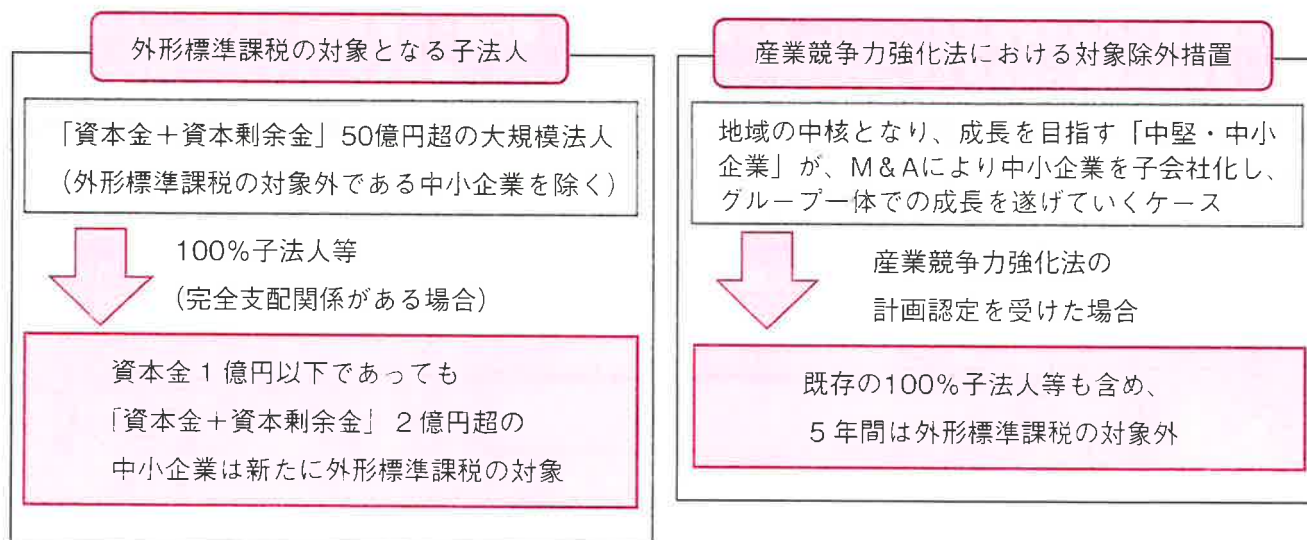 外形標準課税の対象となる子法人
「資本金＋資本剰余金」50億円超の大規模法人
（外形標準課税の対象外である中小企業を除く）
100％子法人等
（完全支配関係がある場合）
資本金１億円以下であっても
「資本金＋資本剰余金」２億円超の
中小企業は新たに外形標準課税の対象
産業競争力強化法における対象除外措置
地域の中核となり、成長を目指す「中堅・中小
企業」が、Ｍ＆Ａにより中小企業を子会社化し、
グループ一体での成長を遂げていくケース
産業競争力強化法の
計画認定を受けた場合
既存の100％子法人等も含め、
５年間は外形標準課税の対象外